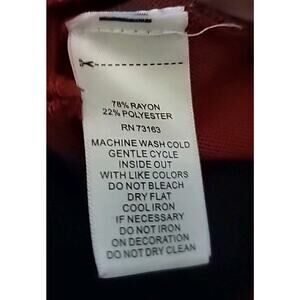 78% RAYON
22% POLYESTER
RN 73163
MACHINE WASH COLD
GENTLE CYCLE
INSIDE OUT
WITH LIKE COLORS
DO NOT BLEACH
DRY FLAT
COOL IRON
IF NECESSARY
DO NOT IRON
ON DECORATION
DO NOT DRY CLEAN